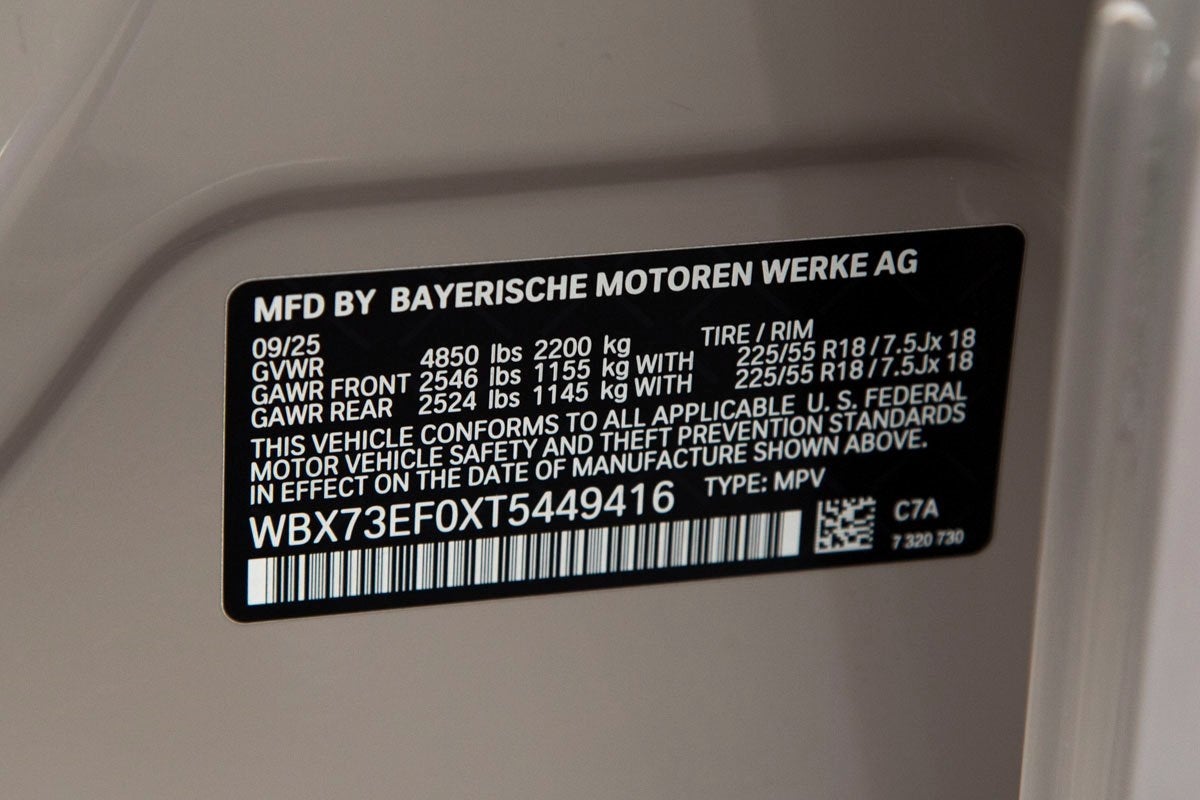 MFD BY BAYERISCHE MOTOREN WERKE AG
09/25 TIRE / RIM
GVWR 4850 lbs 2200 kg
GAWR FRONT 2546 lbs 1155 kg WITH 225/55 R18 / 7.5Jx 18
GAWR REAR 2524 lbs 1145 kg WITH 225/55 R18 / 7.5Jx 18
THIS VEHICLE CONFORMS TO ALL APPLICABLE U. S. FEDERAL
MOTOR VEHICLE SAFETY AND THEFT PREVENTION STANDARDS
IN EFFECT ON THE DATE OF MANUFACTURE SHOWN ABOVE.
WBX73EF0XT5449416 TYPE: MPV
C7A
7 320 730